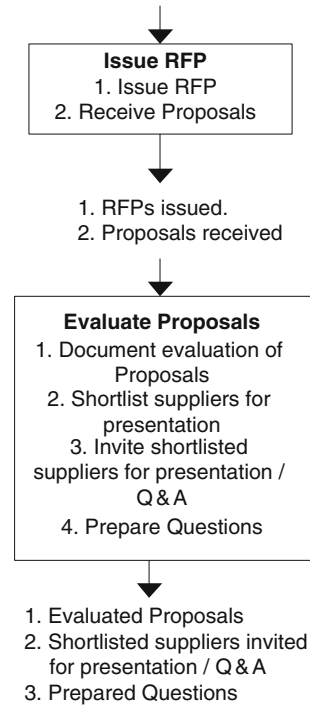 Issue RFP
1. Issue RFP
2. Receive Proposals
1. RFPs issued.
2. Proposals received
Evaluate Proposals
1. Document evaluation of
Proposals
2. Shortlist suppliers for
presentation
3. Invite shortlisted
suppliers for presentation /
Q & A
4. Prepare Questions
1. Evaluated Proposals
2. Shortlisted suppliers invited
for presentation / Q & A
3. Prepared Questions